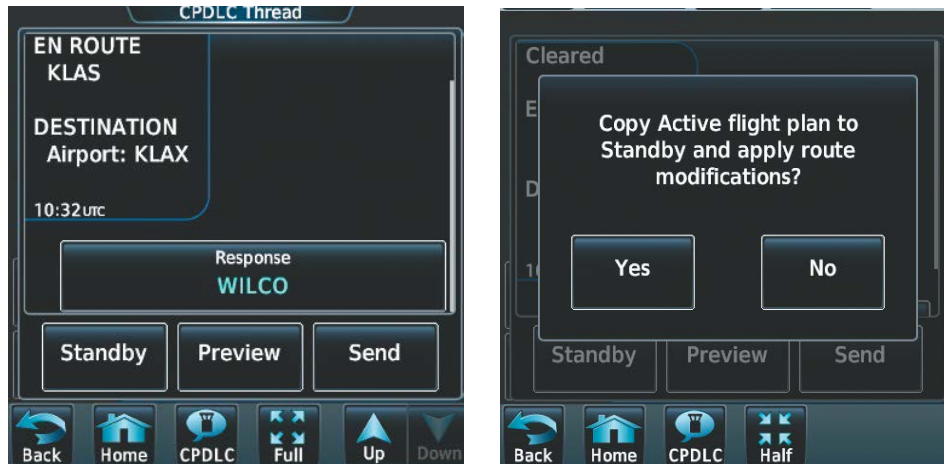 CPDLC Thread
EN ROUTE
KLAS
DESTINATION
Airport: KLAX
10:32UTC
Response
WILCO
Standby
Preview
Send
Back
Home
CPDLC
Full
Up
Down
Cleared
E
Copy Active flight plan to
Standby and apply route
modifications?
D
Yes
No
10
Standby
Preview
Send
Back
Home
CPDLC
Half